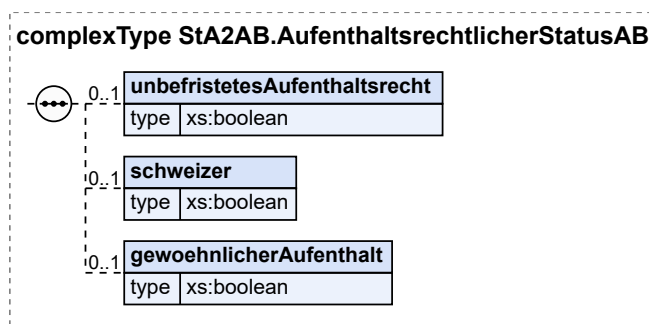 complexType StA2AB.AufenthaltsrechtlicherStatusAB
0..1 unbefristetesAufenthaltsrecht
type xs:boolean
0..1 schweizer
type xs:boolean
0..1 gewoehnlicherAufenthalt
type xs:boolean